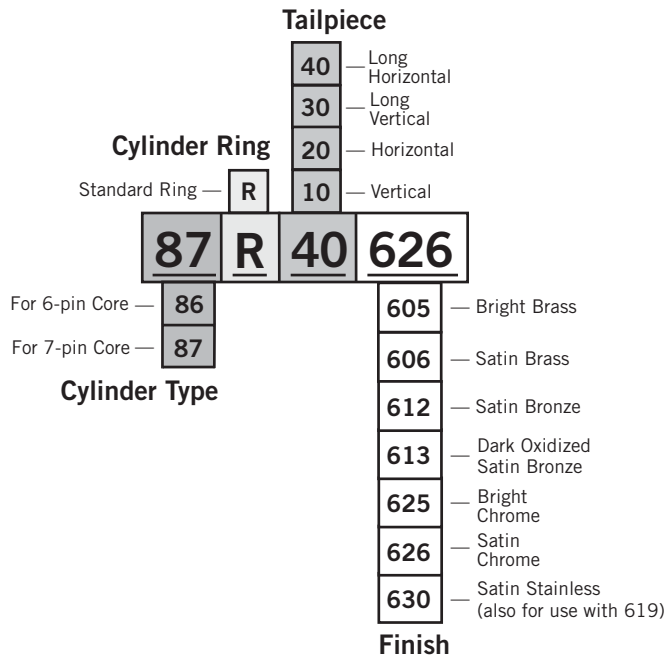 Tailpiece
40 — Long
Horizontal
30 — Long
Vertical
Cylinder Ring
20 — Horizontal
Standard Ring — R
10 — Vertical
87 R 40 626
For 6-pin Core — 86
For 7-pin Core — 87
Cylinder Type
605 — Bright Brass
606 — Satin Brass
612 — Satin Bronze
613 — Dark Oxidized
Satin Bronze
625 — Bright
Chrome
626 — Satin
Chrome
630 — Satin Stainless
(also for use with 619)
Finish